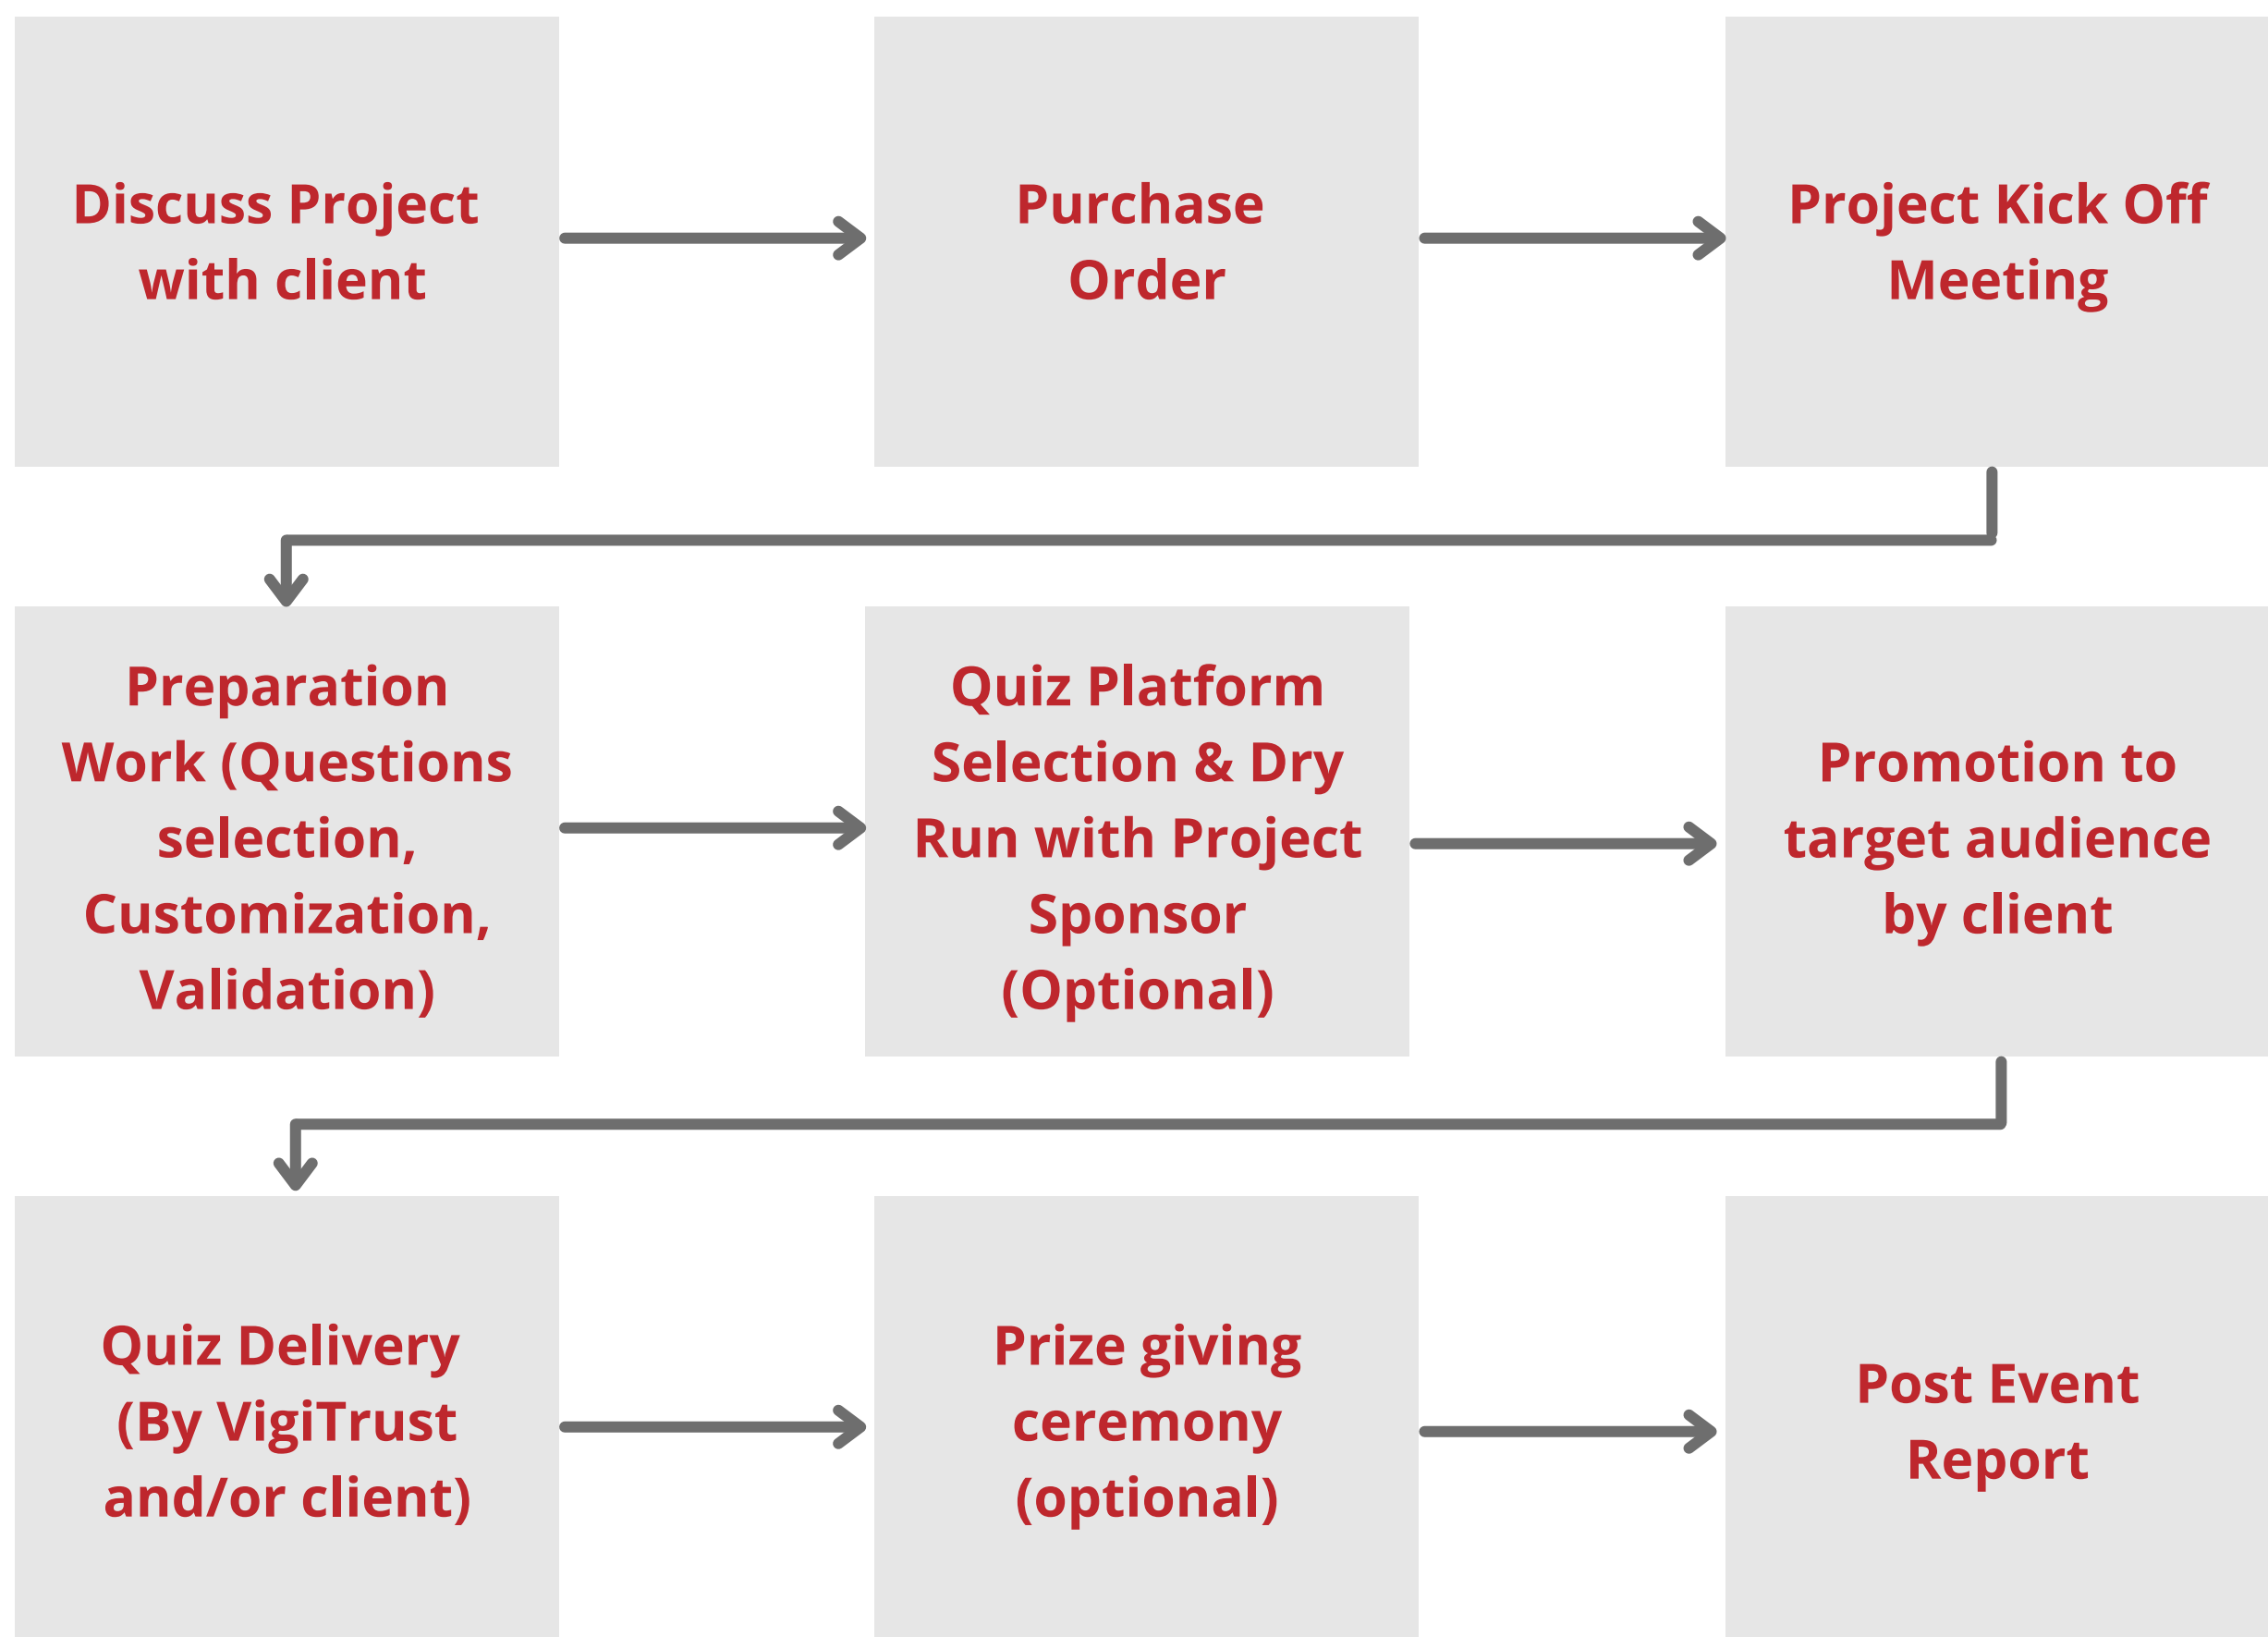 Discuss Project
with client
Purchase
Order
Project Kick Off
Meeting
Preparation
Work (Questions
selection,
Customization,
Validation)
Quiz Platform
Selection & Dry
Run with Project
Sponsor
(Optional)
Promotion to
target audience
by client
Quiz Delivery
(By VigiTrust
and/or client)
Prize giving
ceremony
(optional)
Post Event
Report